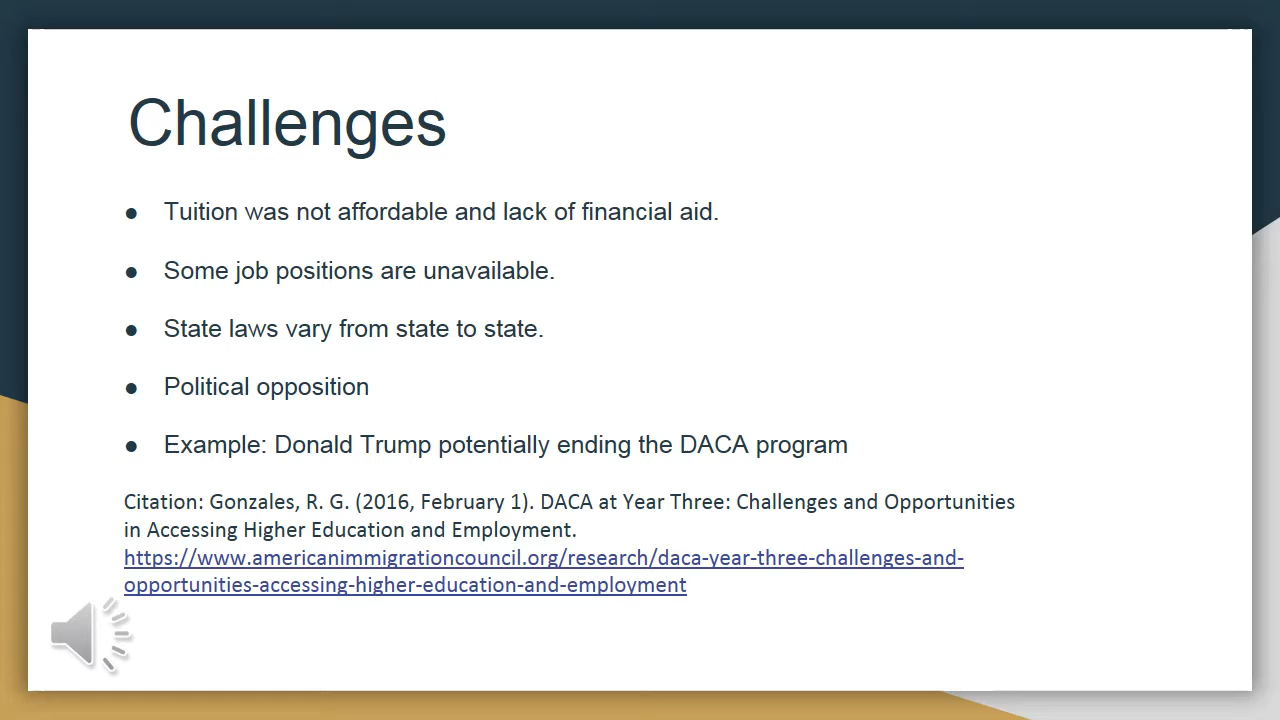 Challenges
● Tuition was not affordable and lack of financial aid.
● Some job positions are unavailable.
● State laws vary from state to state.
● Political opposition
● Example: Donald Trump potentially ending the DACA program
Citation: Gonzales, R. G. (2016, February 1). DACA at Year Three: Challenges and Opportunities
in Accessing Higher Education and Employment.
https://www.americanimmigrationcouncil.org/research/daca-year-three-challenges-and-
opportunities-accessing-higher-education-and-employment